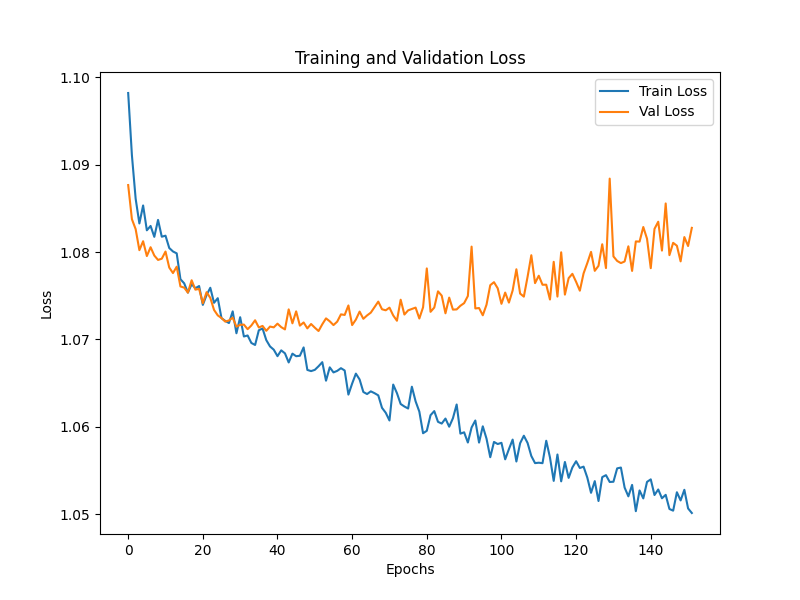 Training and Validation Loss
Train Loss
Val Loss
Loss
1.10
1.09
1.08
1.07
1.06
1.05
0 20 40 60 80 100 120 140
Epochs